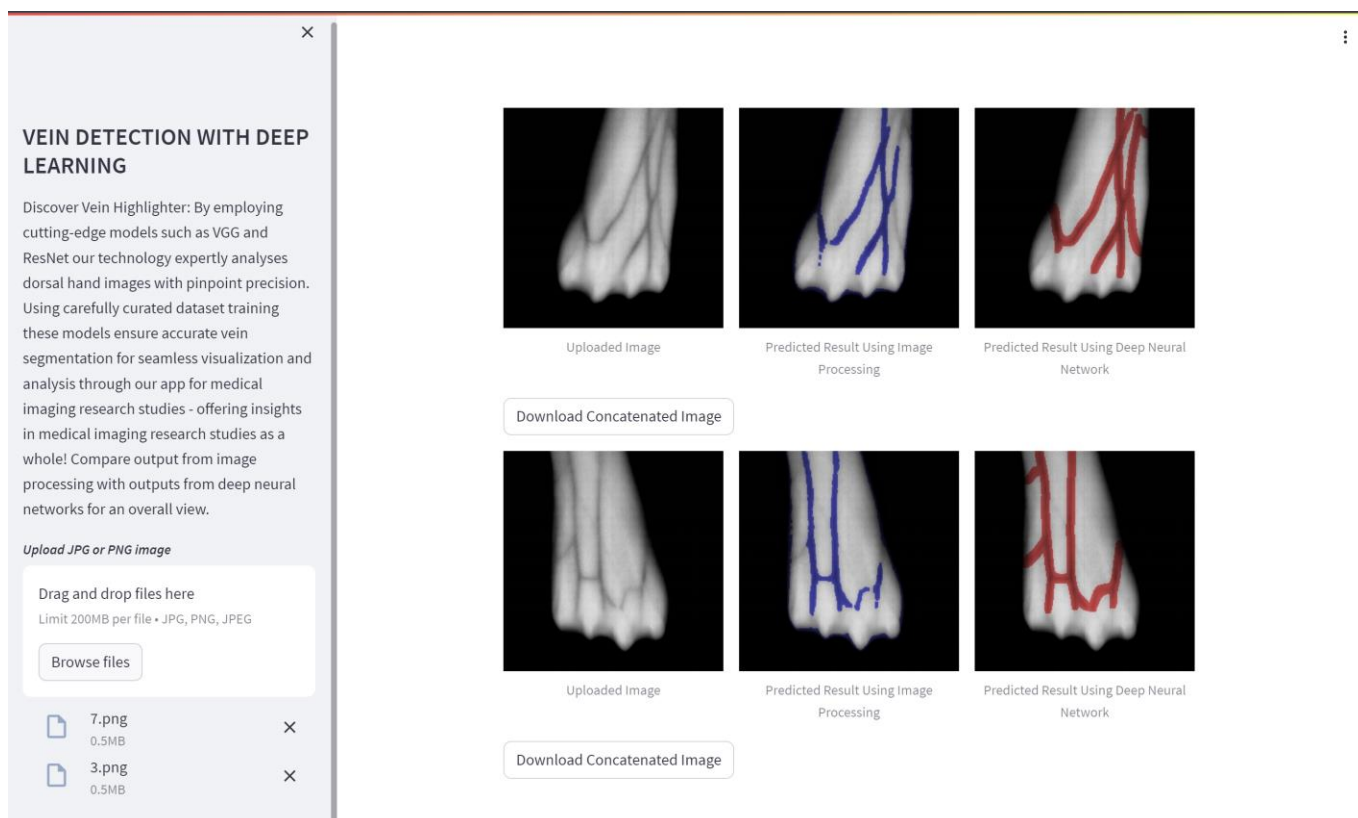 VEIN DETECTION WITH DEEP
LEARNING
Discover Vein Highlighter: By employing
cutting-edge models such as VGG and
ResNet our technology expertly analyses
dorsal hand images with pinpoint precision.
Using carefully curated dataset training
these models ensure accurate vein
segmentation for seamless visualization and
analysis through our app for medical
imaging research studies - offering insights
in medical imaging research studies as a
whole! Compare output from image
processing with outputs from deep neural
networks for an overall view.
Upload JPG or PNG image
Drag and drop files here
Limit 200MB per file • JPG, PNG, JPEG
Browse files
7.png
0.5MB
3.png
0.5MB
Uploaded Image
Predicted Result Using Image
Processing
Predicted Result Using Deep Neural
Network
Download Concatenated Image
Uploaded Image
Predicted Result Using Image
Processing
Predicted Result Using Deep Neural
Network
Download Concatenated Image